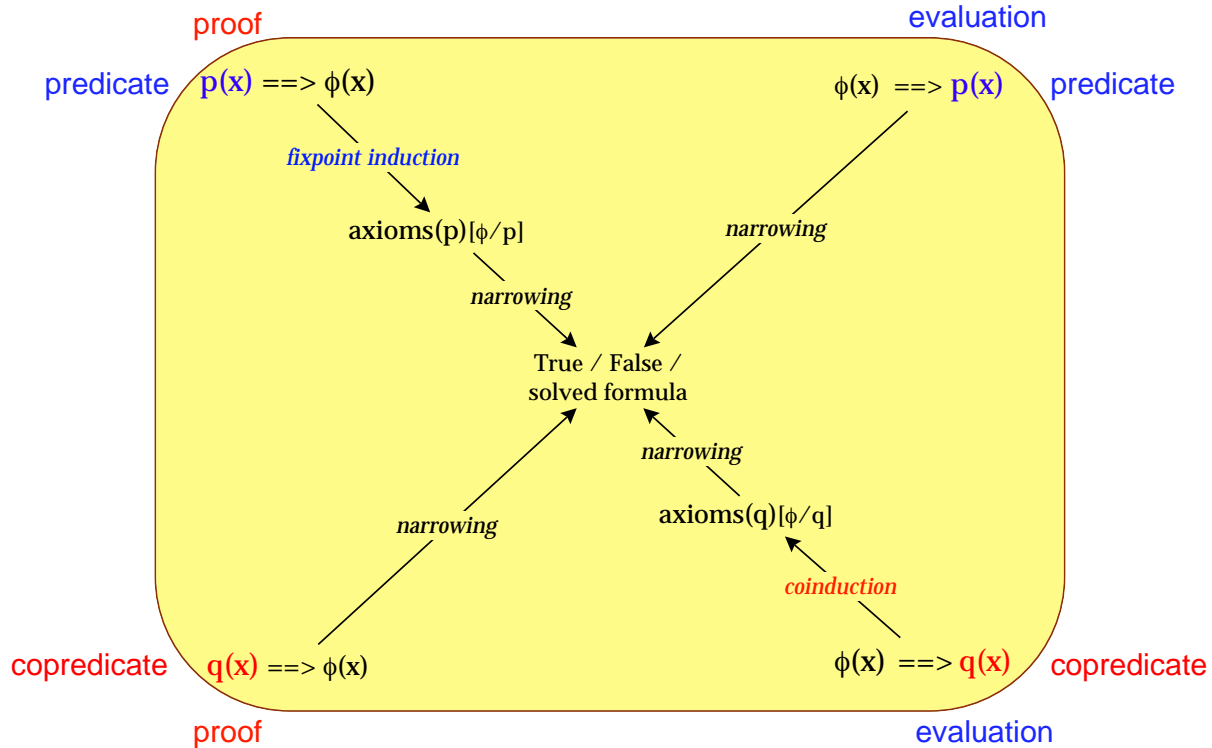 proof
evaluation
predicate p(x) ==> ϕ(x)
ϕ(x) ==> p(x) predicate
fixpoint induction
axioms(p)[ϕ/p]
narrowing
narrowing
True / False /
solved formula
narrowing
axioms(q)[ϕ/q]
narrowing
coinduction
copredicate q(x) ==> ϕ(x)
ϕ(x) ==> q(x) copredicate
proof
evaluation